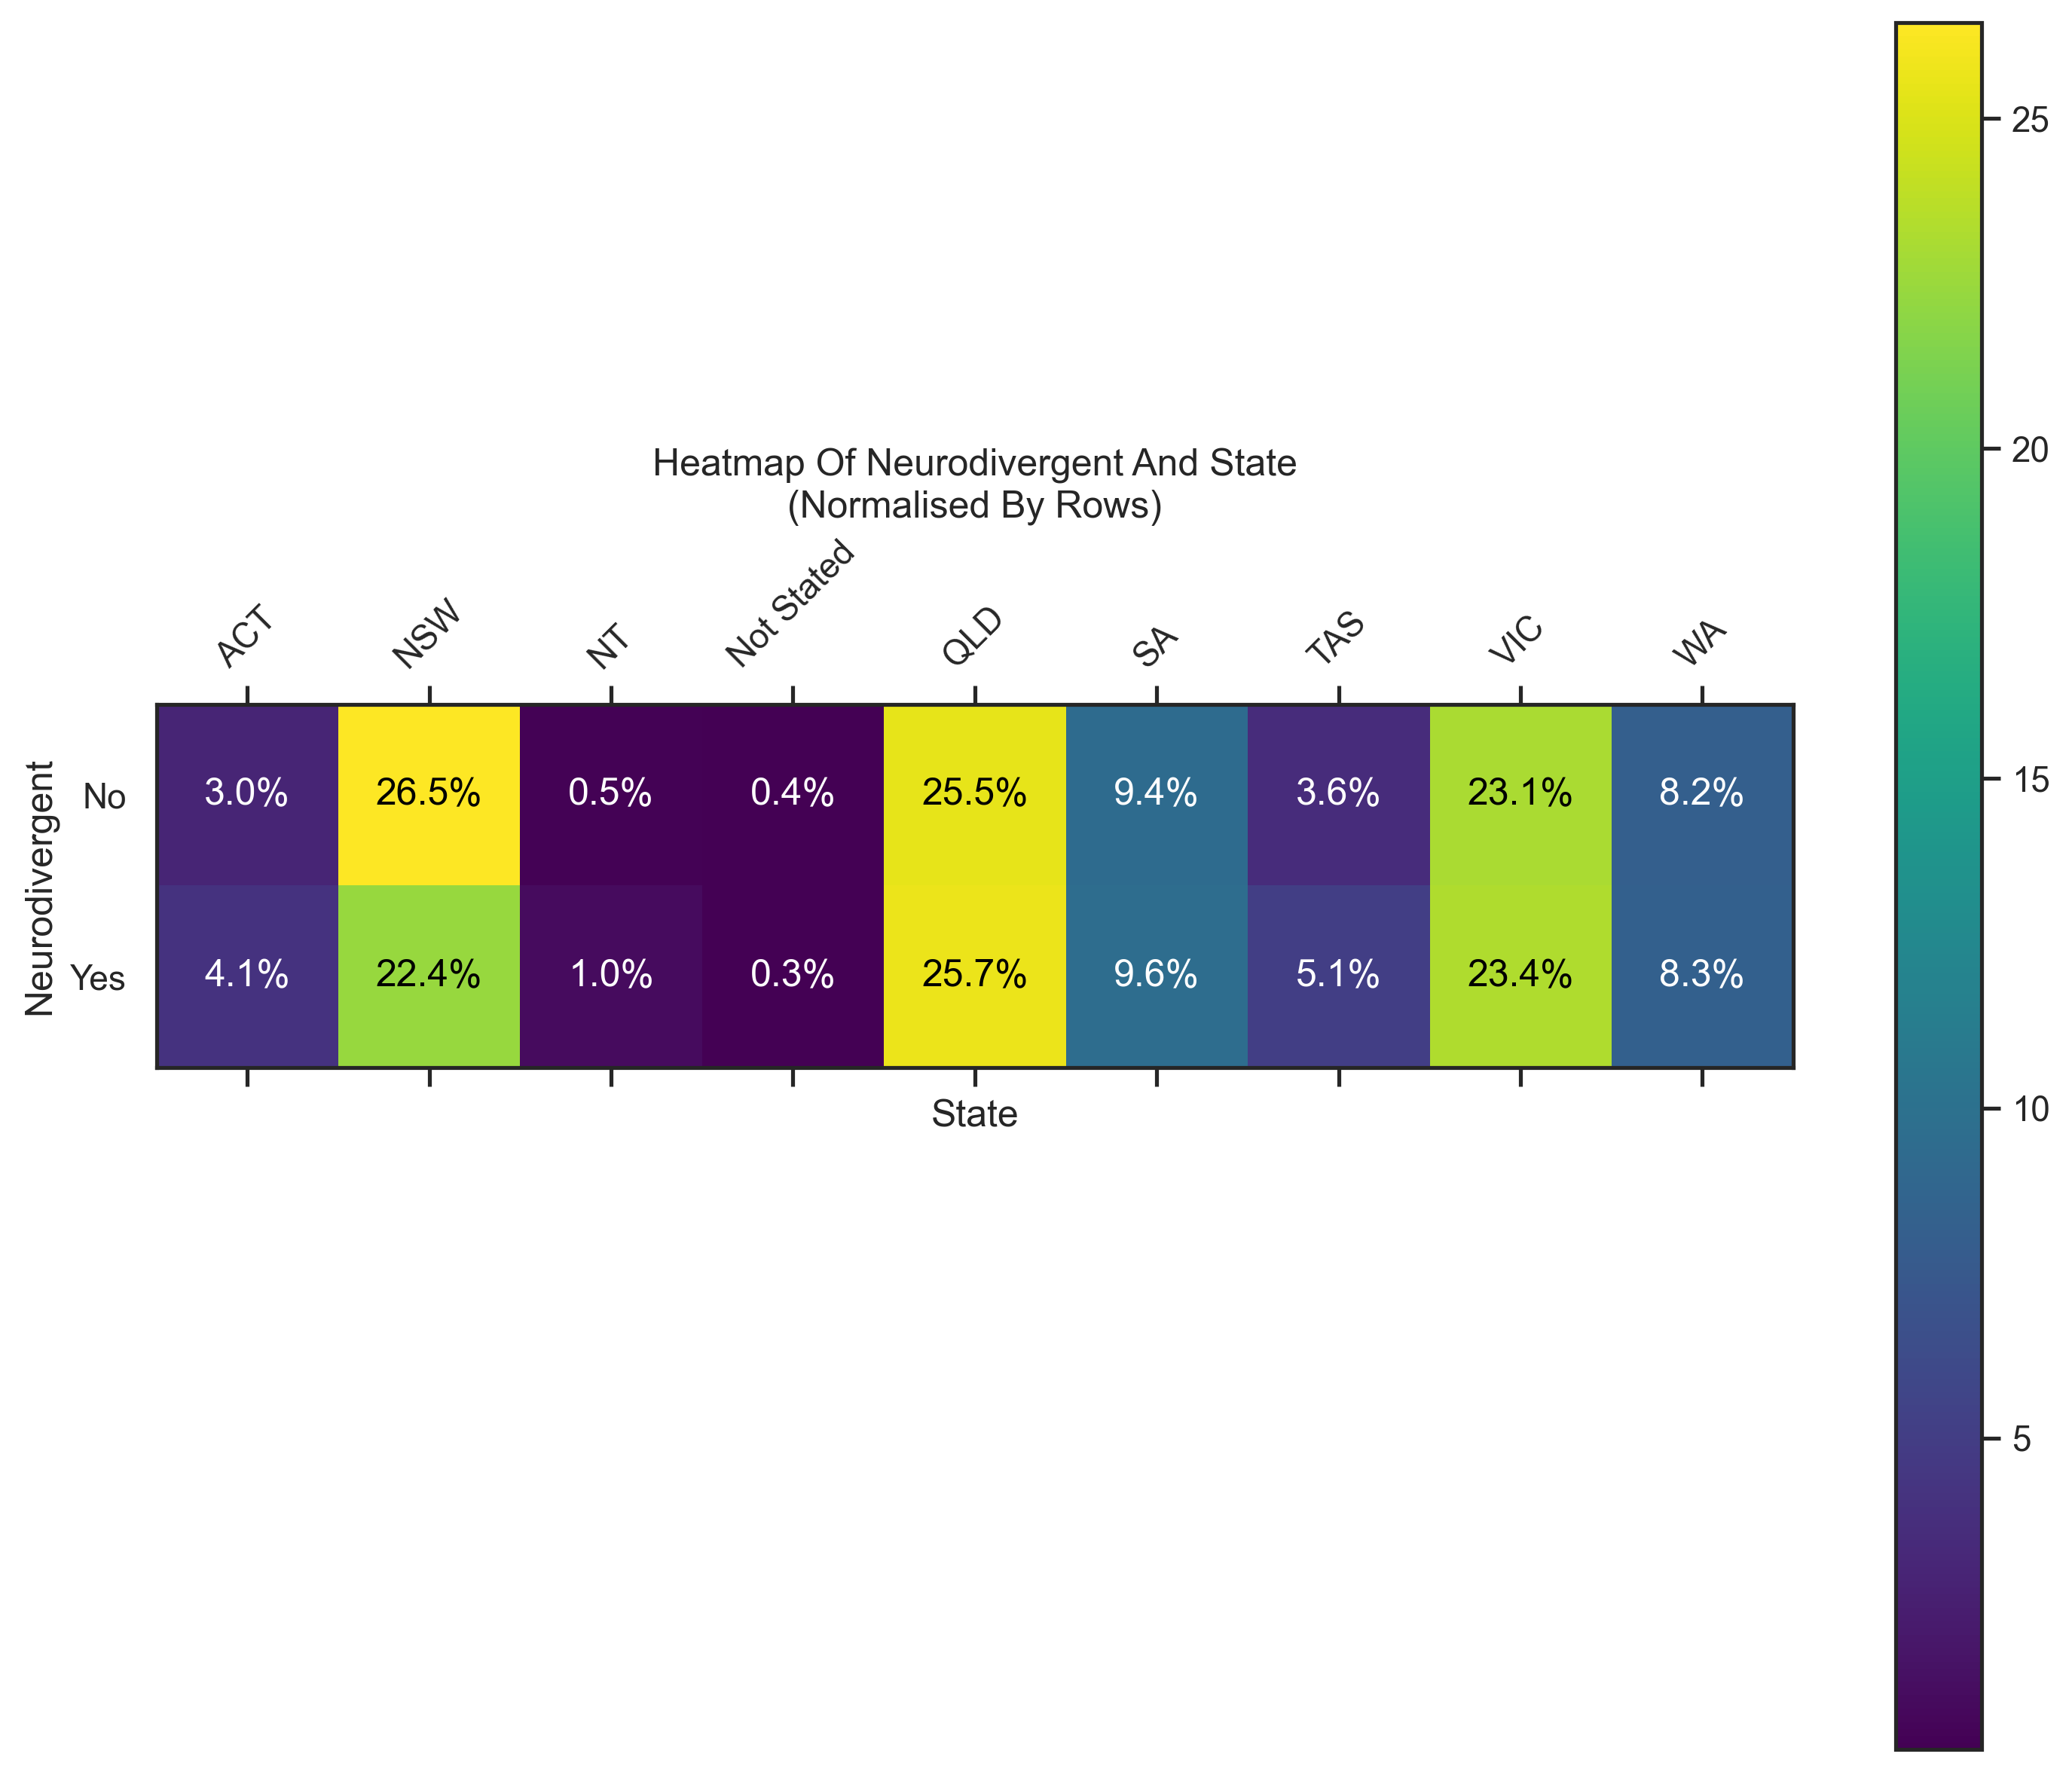 Heatmap Of Neurodivergent And State
(Normalised By Rows)
ACT NSW NT Not Stated QLD SA TAS VIC WA
Neurodivergent
No 3.0% 26.5% 0.5% 0.4% 25.5% 9.4% 3.6% 23.1% 8.2%
Yes 4.1% 22.4% 1.0% 0.3% 25.7% 9.6% 5.1% 23.4% 8.3%
State
25
20
15
10
5